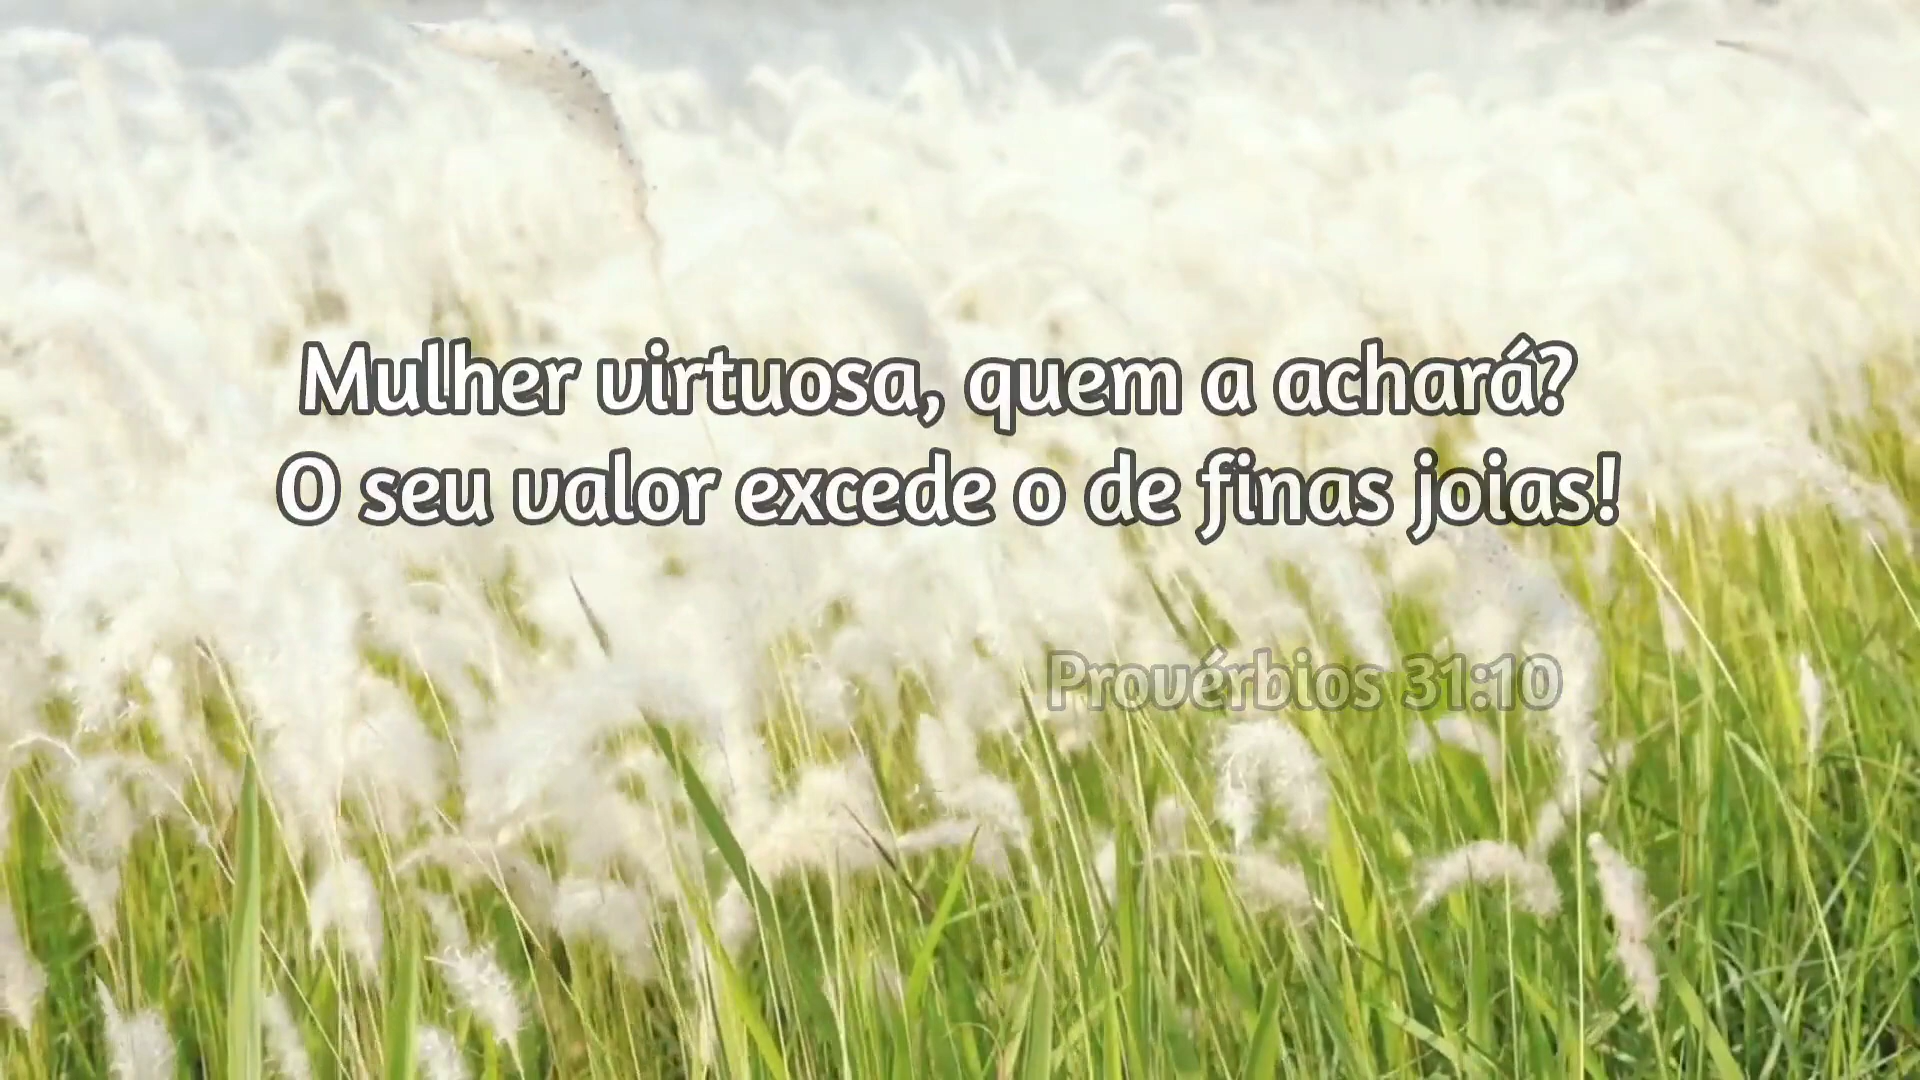 Mulher virtuosa, quem a achará?
O seu valor excede o de finas joias!
Provérbios 31:10